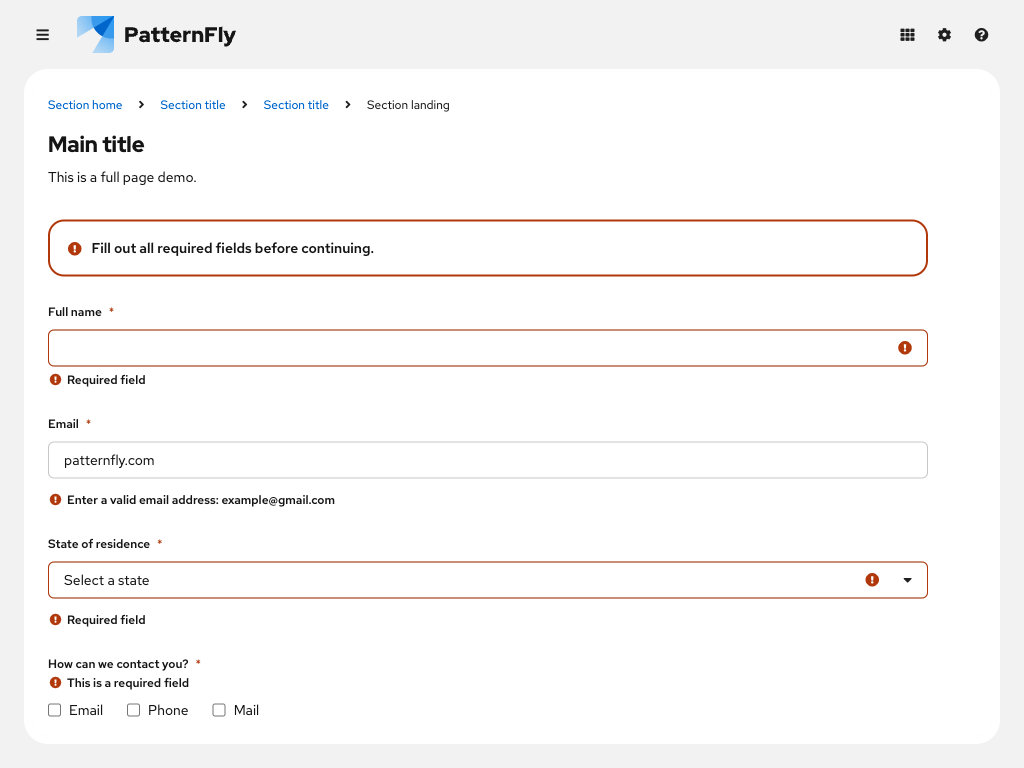 PatternFly
Section home Section title Section title Section landing
Main title
This is a full page demo.
Fill out all required fields before continuing.
Full name *
Required field
Email *
patternfly.com
Enter a valid email address: example@gmail.com
State of residence *
Select a state
Required field
How can we contact you? *
This is a required field
Email Phone Mail